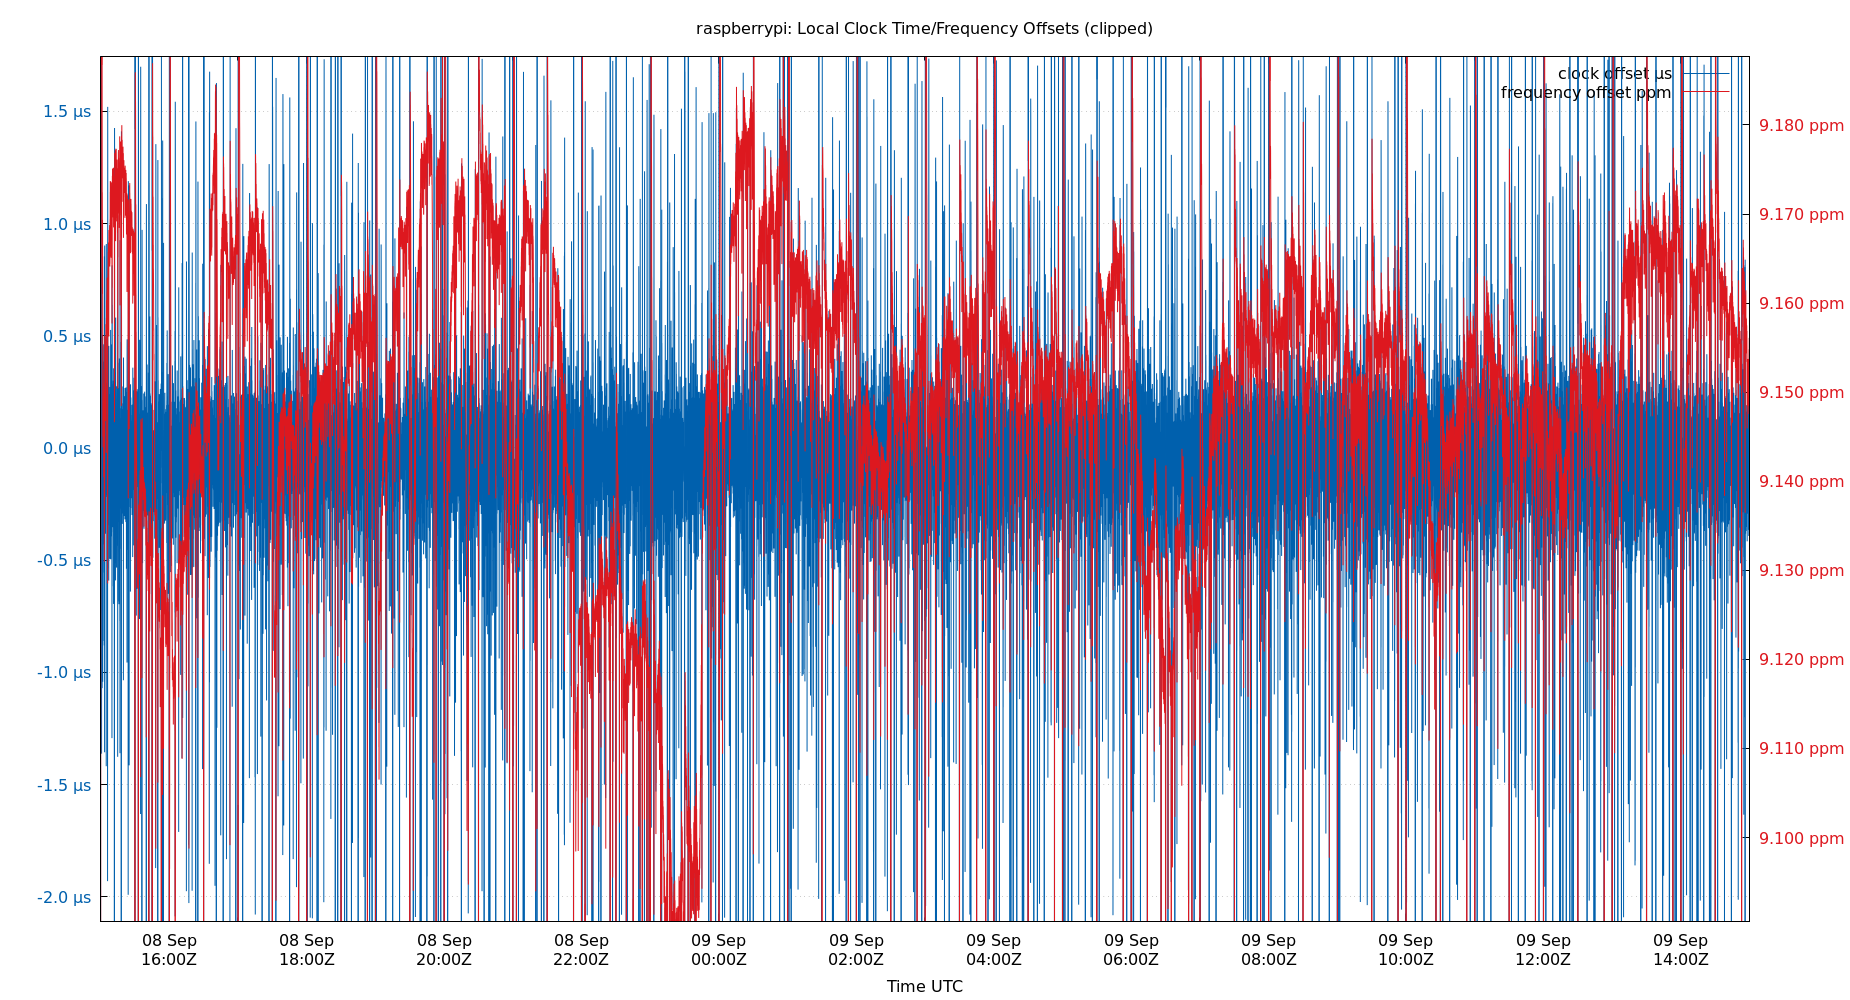 raspberrypi: Local Clock Time/Frequency Offsets (clipped)
clock offset µs
frequency offset ppm
1.5 µs
1.0 µs
0.5 µs
0.0 µs
-0.5 µs
-1.0 µs
-1.5 µs
-2.0 µs
9.180 ppm
9.170 ppm
9.160 ppm
9.150 ppm
9.140 ppm
9.130 ppm
9.120 ppm
9.110 ppm
9.100 ppm
08 Sep 08 Sep 08 Sep 08 Sep 09 Sep 09 Sep 09 Sep 09 Sep 09 Sep 09 Sep 09 Sep 09 Sep
16:00Z 18:00Z 20:00Z 22:00Z 00:00Z 02:00Z 04:00Z 06:00Z 08:00Z 10:00Z 12:00Z 14:00Z
Time UTC